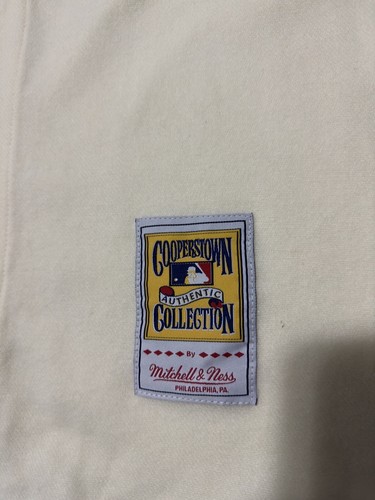 COOPERSTOWN
AUTHENTIC
COLLECTION
By
Mitchell & Ness
PHILADELPHIA, PA.